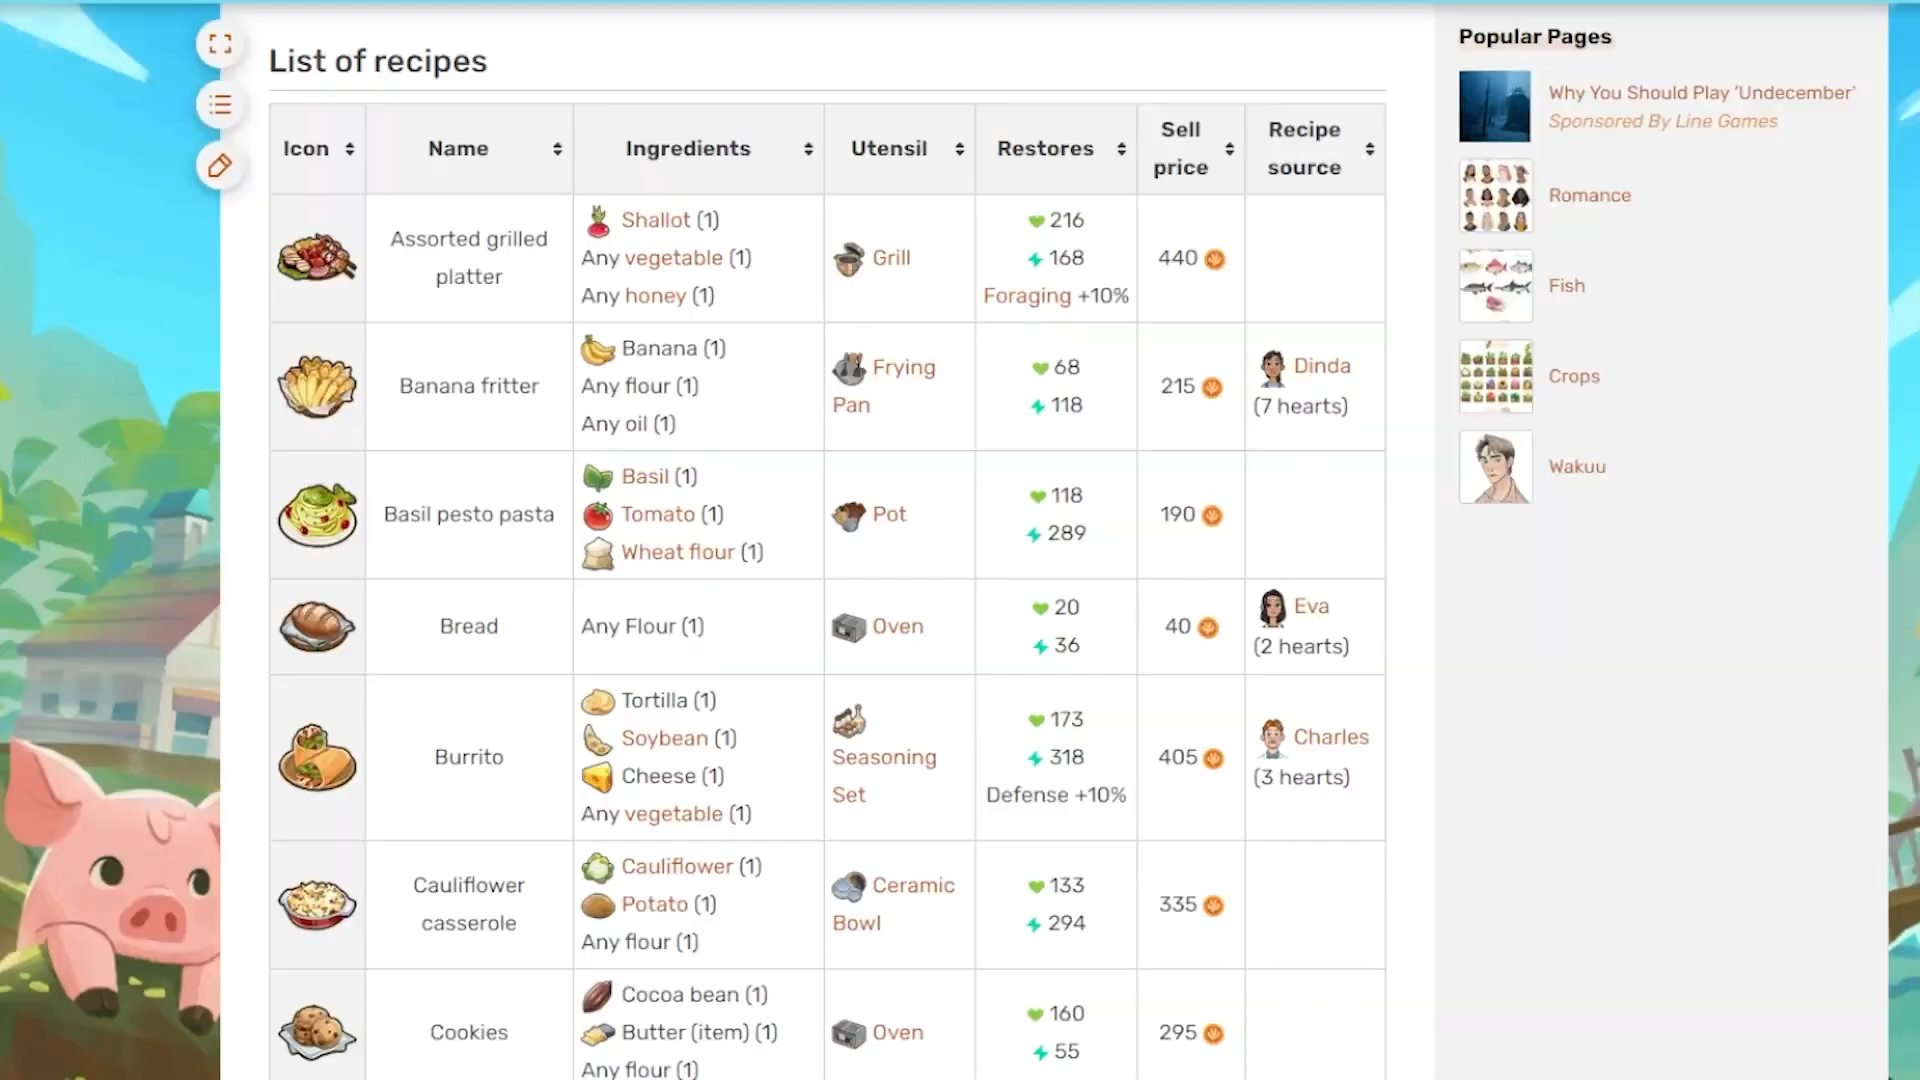 List of recipes
Icon Name Ingredients Utensil Restores Sell price Recipe source
Assorted grilled platter
Shallot (1)
Any vegetable (1)
Any honey (1)
Grill
216
168
Foraging +10%
440
Banana fritter
Banana (1)
Any flour (1)
Any oil (1)
Frying
Pan
68
118
215
Dinda
(7 hearts)
Basil pesto pasta
Basil (1)
Tomato (1)
Wheat flour (1)
Pot
118
289
190
Bread
Any Flour (1)
Oven
20
36
40
Eva
(2 hearts)
Burrito
Tortilla (1)
Soybean (1)
Cheese (1)
Any vegetable (1)
Seasoning
Set
173
318
Defense +10%
405
Charles
(3 hearts)
Cauliflower
casserole
Cauliflower (1)
Potato (1)
Any flour (1)
Ceramic
Bowl
133
294
335
Cookies
Cocoa bean (1)
Butter (item) (1)
Any flour (1)
Oven
160
55
295
Popular Pages
Why You Should Play 'Undecember'
Sponsored By Line Games
Romance
Fish
Crops
Wakuu